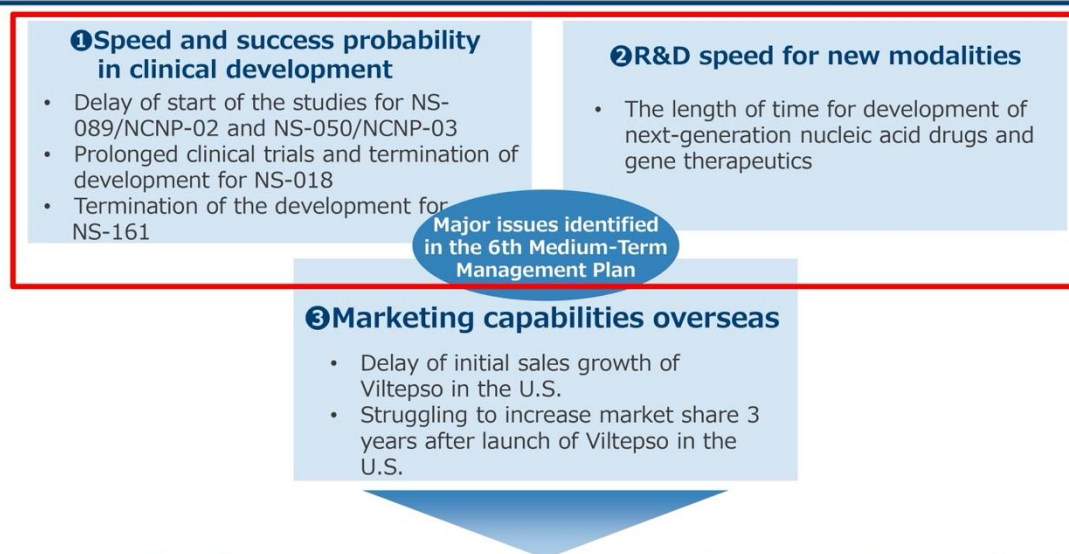 ❶Speed and success probability
in clinical development
• Delay of start of the studies for NS-
089/NCNP-02 and NS-050/NCNP-03
• Prolonged clinical trials and termination of
development for NS-018
• Termination of the development for
NS-161
❷R&D speed for new modalities
• The length of time for development of
next-generation nucleic acid drugs and
gene therapeutics
Major issues identified
in the 6th Medium-Term
Management Plan
❸Marketing capabilities overseas
• Delay of initial sales growth of
Viltepso in the U.S.
• Struggling to increase market share 3
years after launch of Viltepso in the
U.S.